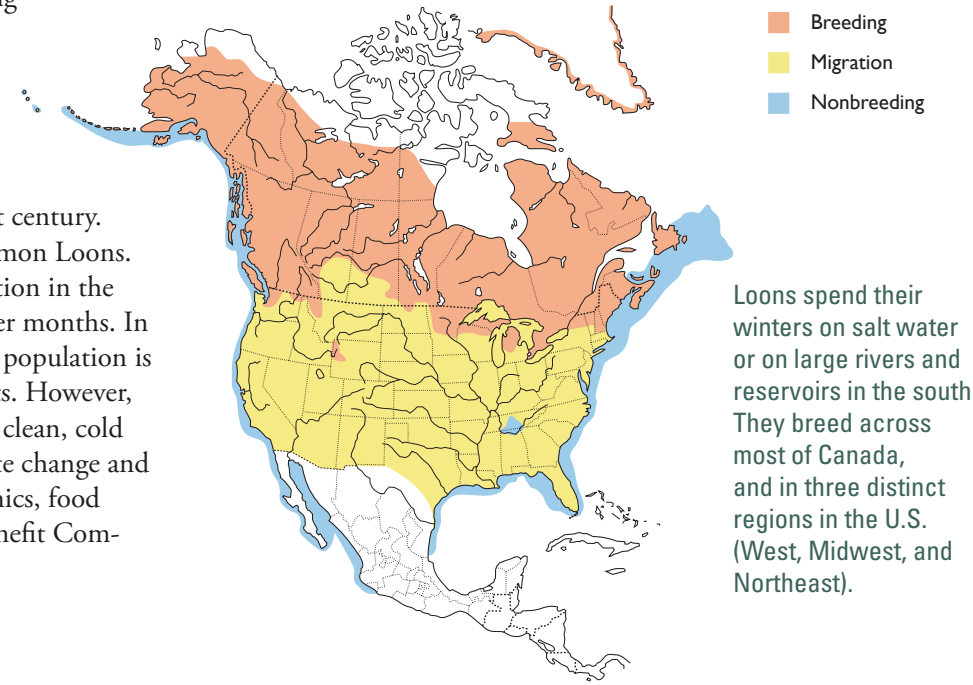 ng
t century.
mon Loons.
tion in the
er months. In
population is
s. However,
clean, cold
te change and
nics, food
nefit Com-
Breeding
Migration
Nonbreeding
Loons spend their
winters on salt water
or on large rivers and
reservoirs in the south
They breed across
most of Canada,
and in three distinct
regions in the U.S.
(West, Midwest, and
Northeast).